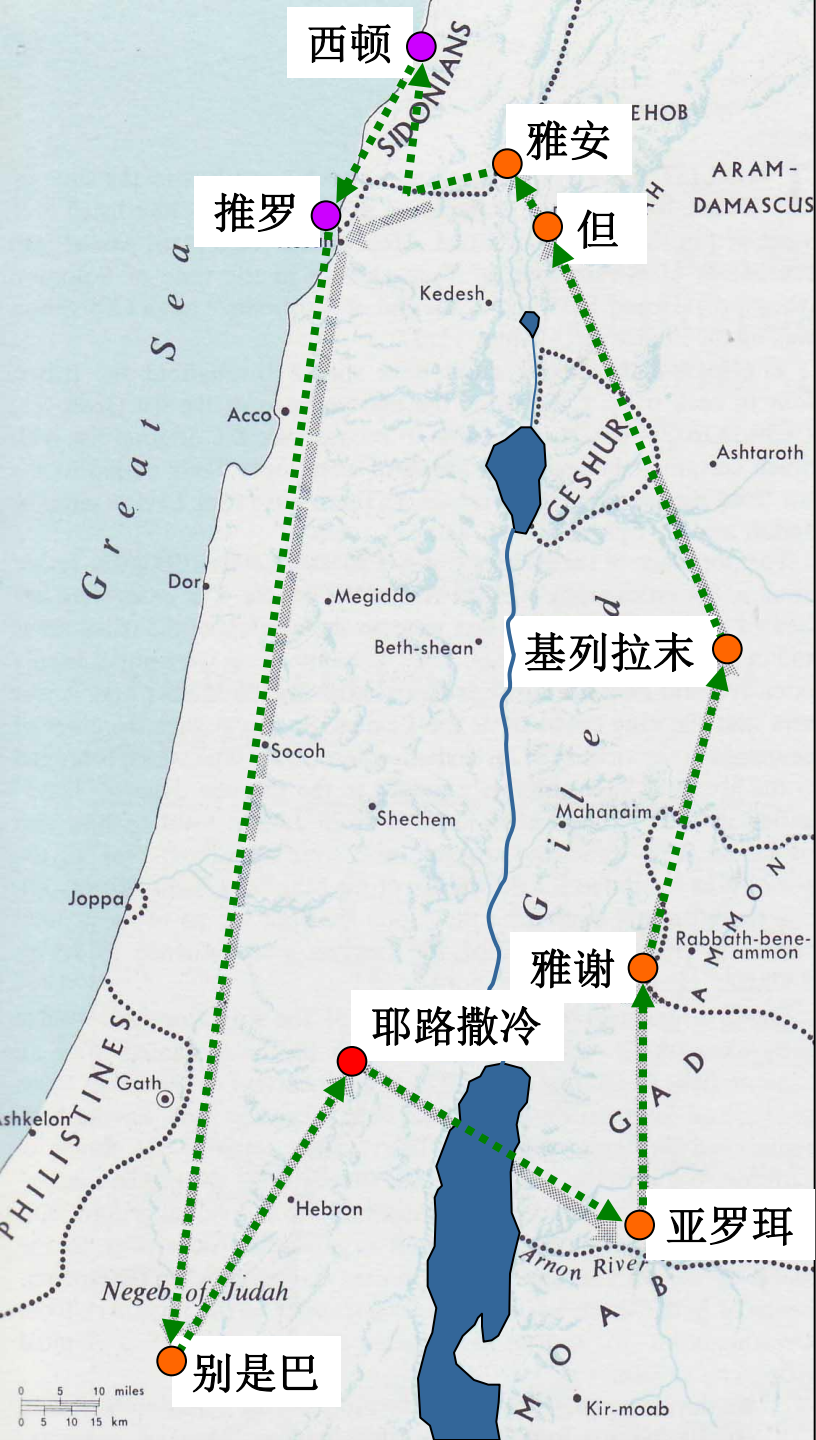 西顿
SIDONIANS
雅安
EHOB
ARAM-
DAMASCUS
推罗
但
AH
Kedesh
Great Sea
Acco
GESHUR
Ashtaroth
Dor
Megiddo
Beth-shean
基列拉末
Socoh
Gilead
Shechem
Mahanaim
Joppa
AMMON
Rabbath-bene-
ammon
雅谢
耶路撒冷
PHILISTINES
Gath
GAD
shkelon
Hebron
亚罗珥
Arnon River
Negeb of Judah
MOAB
别是巴
0 5 10 miles
0 5 10 15 km
Kir-moab